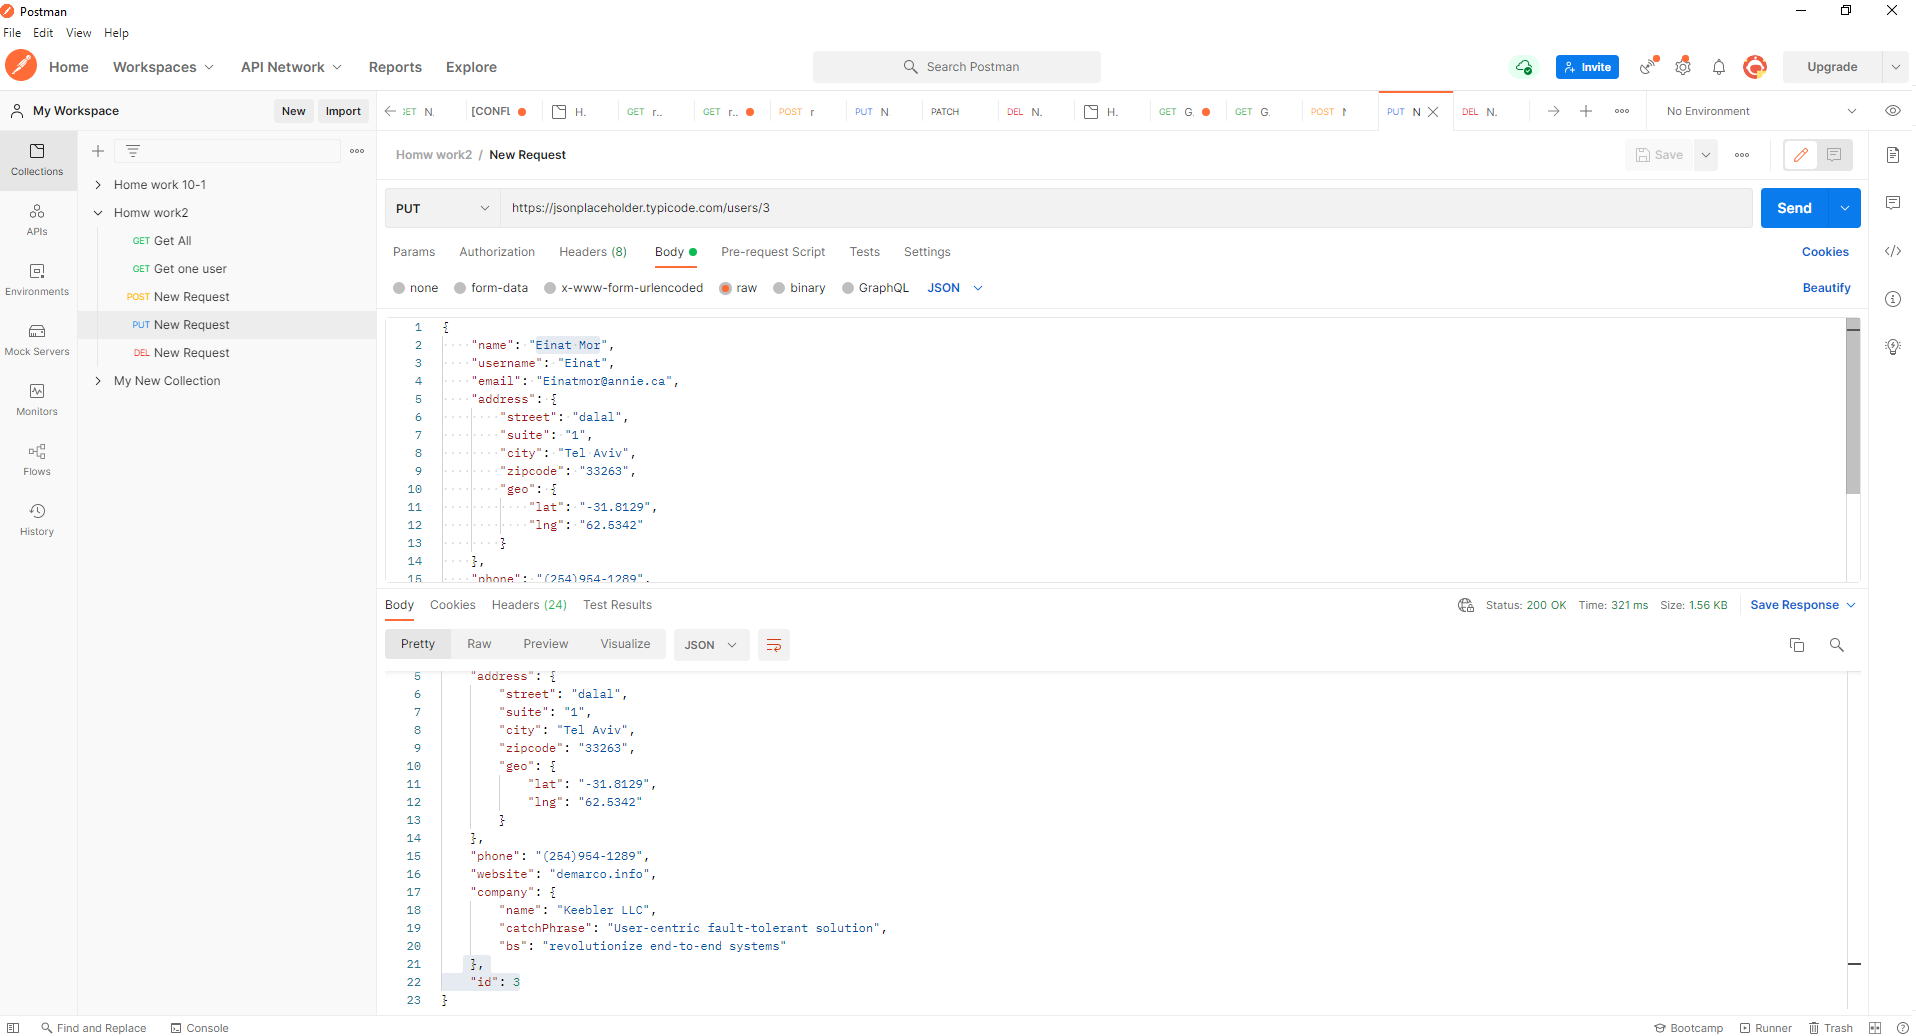 Postman
File Edit View Help
Home Workspaces API Network Reports Explore Search Postman Invite Upgrade
My Workspace New Import GET N. [CONFL H. GET r.. GET r.. POST r PUT N PATCH DEL N. H. GET G. GET G. POST PUT N DEL N. No Environment
Collections
APIs
Environments
Mock Servers
Monitors
Flows
History
Home work 10-1
Homw work2
GET Get All
GET Get one user
POST New Request
PUT New Request
DEL New Request
My New Collection
Homw work2 / New Request Save
PUT https://jsonplaceholder.typicode.com/users/3 Send
Params Authorization Headers (8) Body Pre-request Script Tests Settings Cookies
none form-data x-www-form-urlencoded raw binary GraphQL JSON Beautify
1 {
2 "name": "Einat Mor",
3 "username": "Einat",
4 "email": "Einatmor@annie.ca",
5 "address": {
6 "street": "dalal",
7 "suite": "1",
8 "city": "Tel Aviv",
9 "zipcode": "33263",
10 "geo": {
11 "lat": "-31.8129",
12 "lng": "62.5342"
13 }
14 },
15 "phone": "(254)954-1289",
Body Cookies Headers (24) Test Results Status: 200 OK Time: 321 ms Size: 1.56 KB Save Response
Pretty Raw Preview Visualize JSON
5 "address": {
6 "street": "dalal",
7 "suite": "1",
8 "city": "Tel Aviv",
9 "zipcode": "33263",
10 "geo": {
11 "lat": "-31.8129",
12 "lng": "62.5342"
13 }
14 },
15 "phone": "(254)954-1289",
16 "website": "demarco.info",
17 "company": {
18 "name": "Keebler LLC",
19 "catchPhrase": "User-centric fault-tolerant solution",
20 "bs": "revolutionize end-to-end systems"
21 },
22 "id": 3
23 }
Find and Replace Console Bootcamp Runner Trash